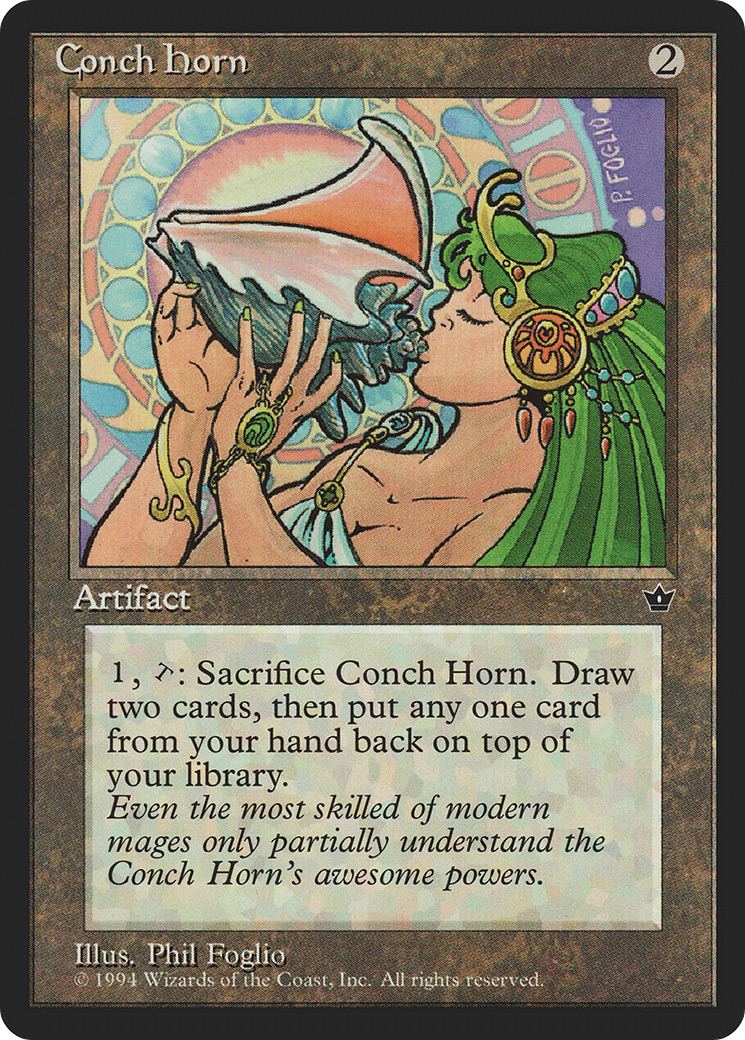 Conch Horn
2
P. FOGLIO
Artifact
1, T: Sacrifice Conch Horn. Draw
two cards, then put any one card
from your hand back on top of
your library.
Even the most skilled of modern
mages only partially understand the
Conch Horn's awesome powers.
Illus. Phil Foglio
© 1994 Wizards of the Coast, Inc. All rights reserved.